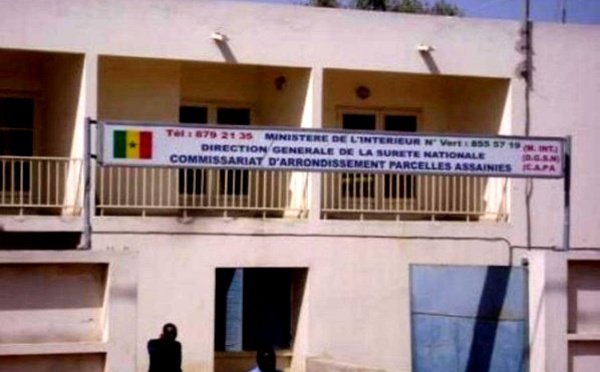 Tél : 879 21 35 MINISTERE DE L'INTERIEUR N° Vert : 855 57 19 (M. INT.)
DIRECTION GENERALE DE LA SURETE NATIONALE (D.G.S.N)
COMMISSARIAT D'ARRONDISSEMENT PARCELLES ASSAINIES (C.A.P.A